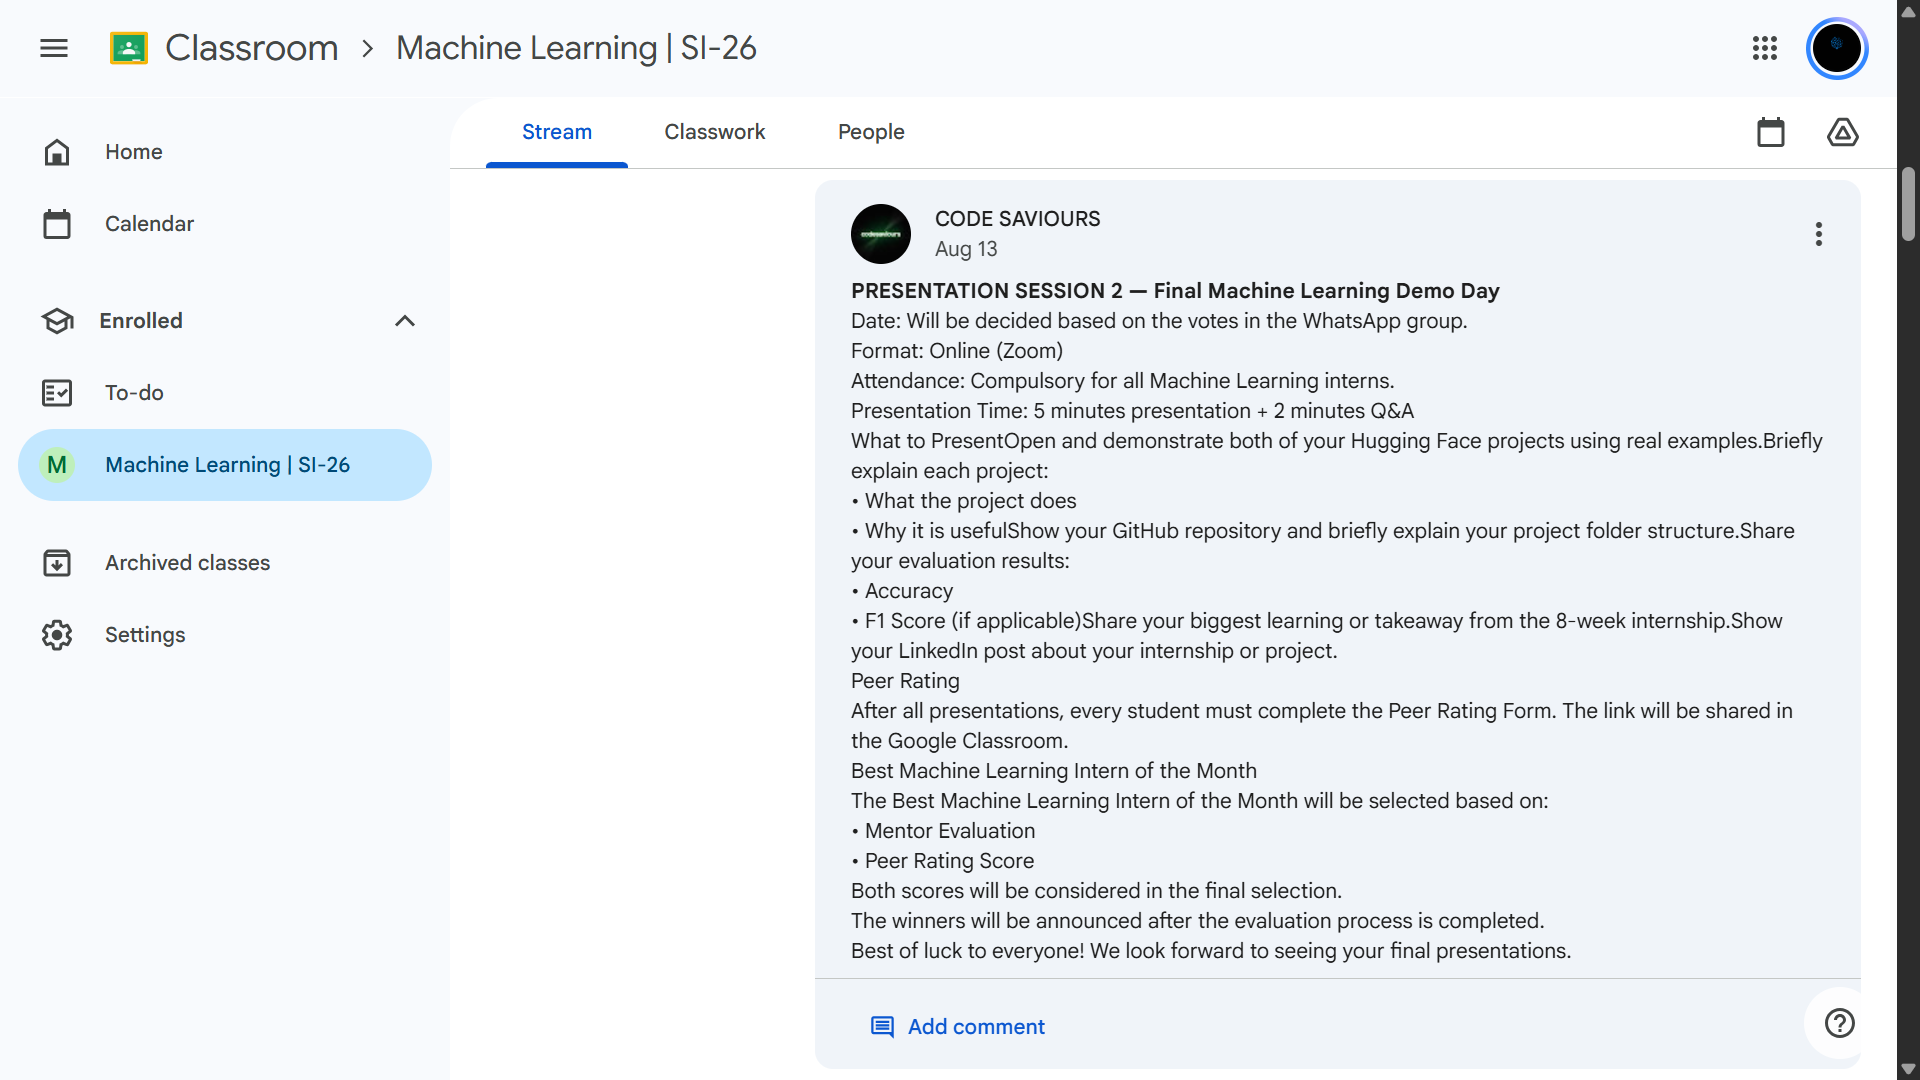 Classroom > Machine Learning | SI-26
Home
Calendar
Enrolled
To-do
M Machine Learning | SI-26
Archived classes
Settings
Stream Classwork People
codesaviours
CODE SAVIOURS
Aug 13
PRESENTATION SESSION 2 — Final Machine Learning Demo Day
Date: Will be decided based on the votes in the WhatsApp group.
Format: Online (Zoom)
Attendance: Compulsory for all Machine Learning interns.
Presentation Time: 5 minutes presentation + 2 minutes Q&A
What to PresentOpen and demonstrate both of your Hugging Face projects using real examples.Briefly
explain each project:
• What the project does
• Why it is usefulShow your GitHub repository and briefly explain your project folder structure.Share
your evaluation results:
• Accuracy
• F1 Score (if applicable)Share your biggest learning or takeaway from the 8-week internship.Show
your LinkedIn post about your internship or project.
Peer Rating
After all presentations, every student must complete the Peer Rating Form. The link will be shared in
the Google Classroom.
Best Machine Learning Intern of the Month
The Best Machine Learning Intern of the Month will be selected based on:
• Mentor Evaluation
• Peer Rating Score
Both scores will be considered in the final selection.
The winners will be announced after the evaluation process is completed.
Best of luck to everyone! We look forward to seeing your final presentations.
Add comment